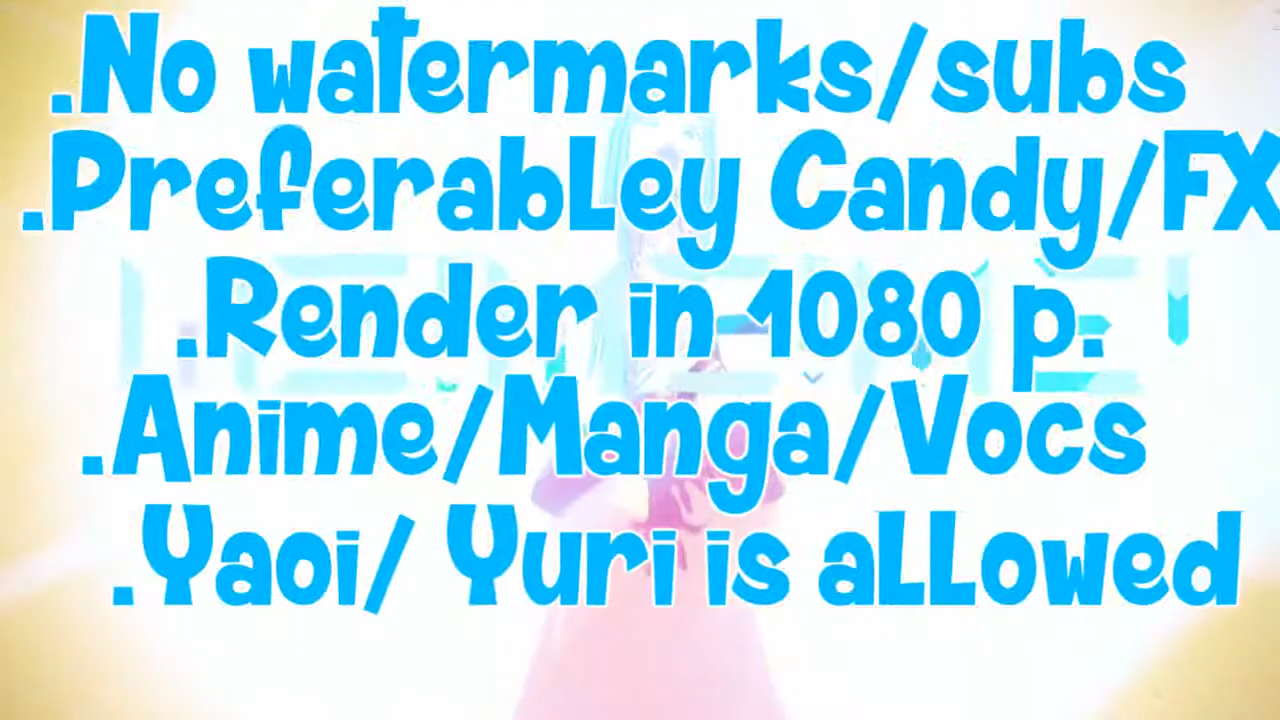 .No watermarks/subs
.Preferabley Candy/FX
.Render in 1080 p.
.Anime/Manga/Vocs
.Yaoi/ Yuri is allowed